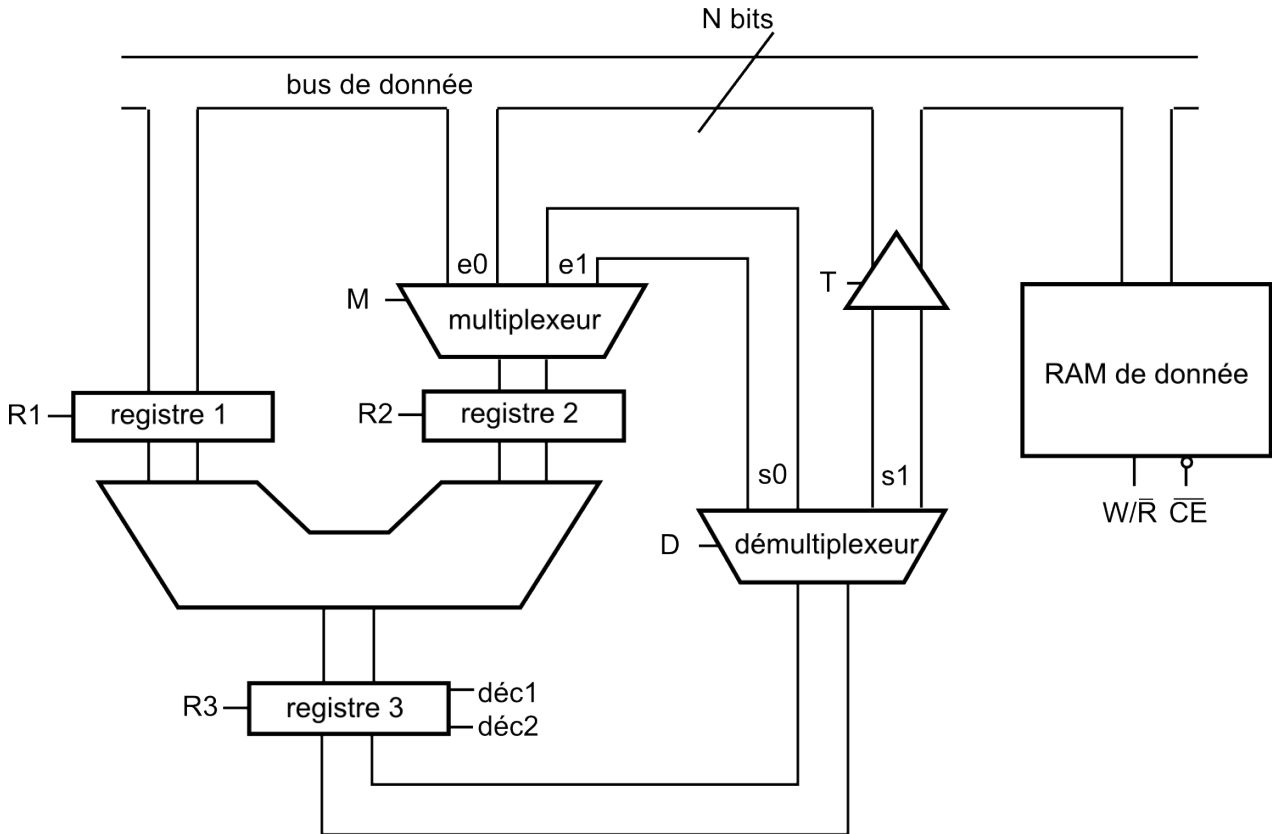 N bits
bus de donnée
e0
e1
M
multiplexeur
T
RAM de donnée
R1
registre 1
R2
registre 2
s0
s1
W/R̅ C̅E̅
D
démultiplexeur
R3
registre 3
déc1
déc2